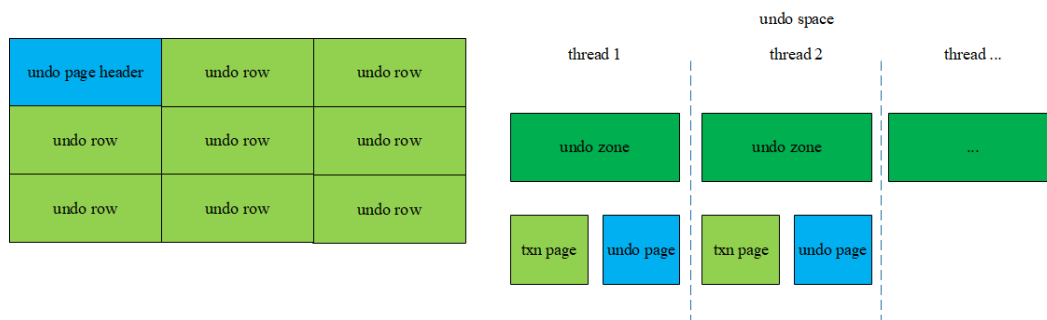 undo page header
undo row
undo row
undo row
undo row
undo row
undo row
undo row
undo row
undo space
thread 1
thread 2
thread ...
undo zone
undo zone
...
txn page
undo page
txn page
undo page